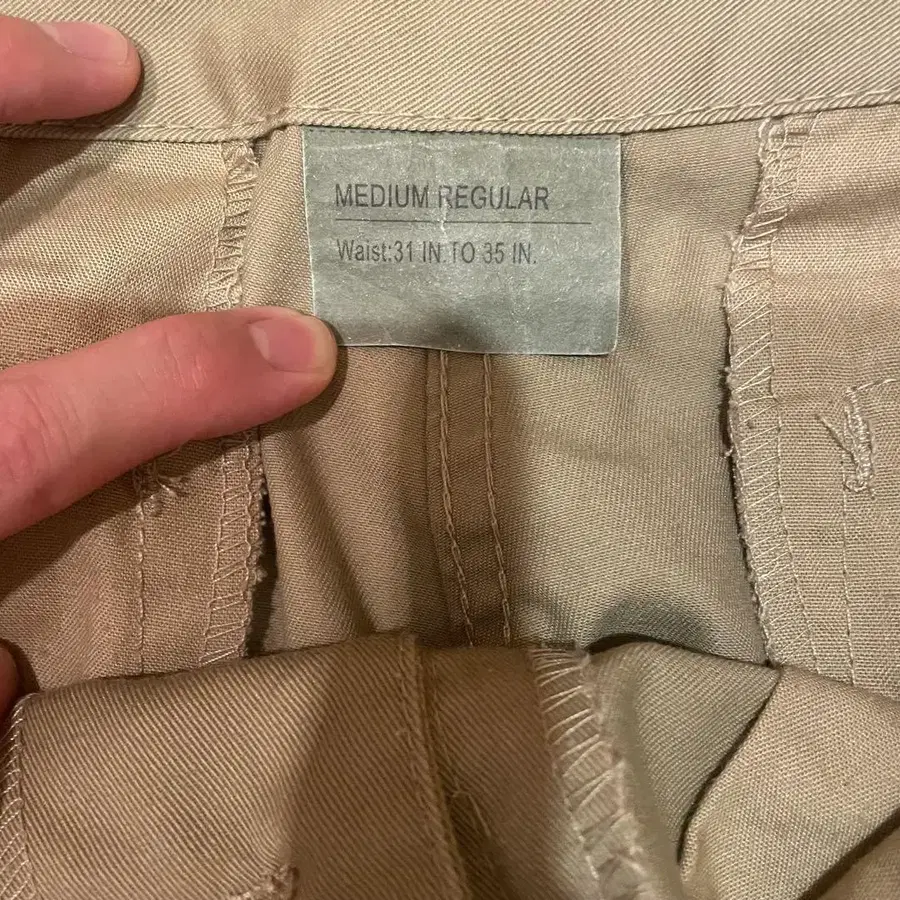 MEDIUM REGULAR
Waist:31 IN.TO 35 IN.